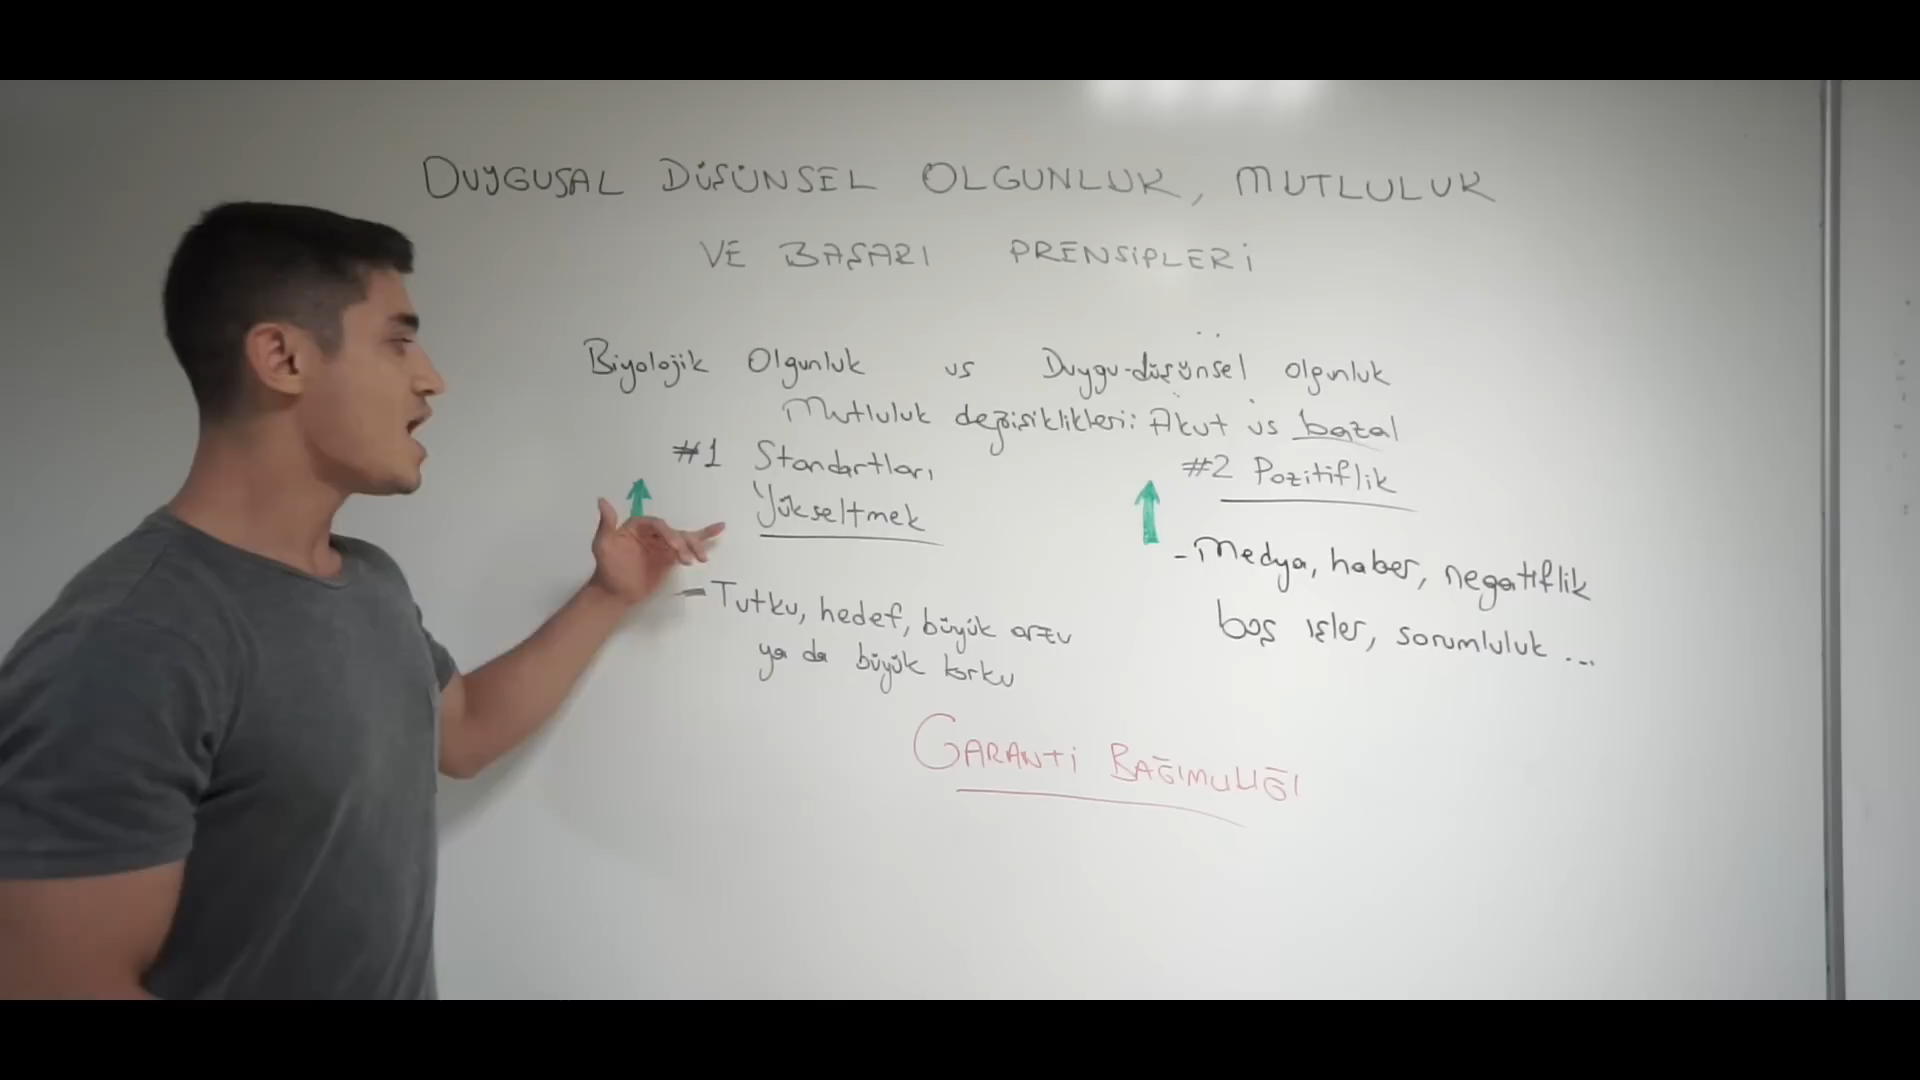 DUYGUSAL DÜŞÜNSEL OLGUNLUK, MUTLULUK
VE BAŞARI PRENSİPLERİ
Biyolojik Olgunluk vs Duygu-düşünsel olgunluk
Mutluluk değişiklikleri: Akut vs bazal
#1 Standartları
Yükseltmek
- Tutku, hedef, büyük arzu
ya da büyük korku
#2 Pozitiflik
- Medya, haber, negatiflik
boş işler, sorumluluk ...
GARANTİ BAĞIMLILIĞI